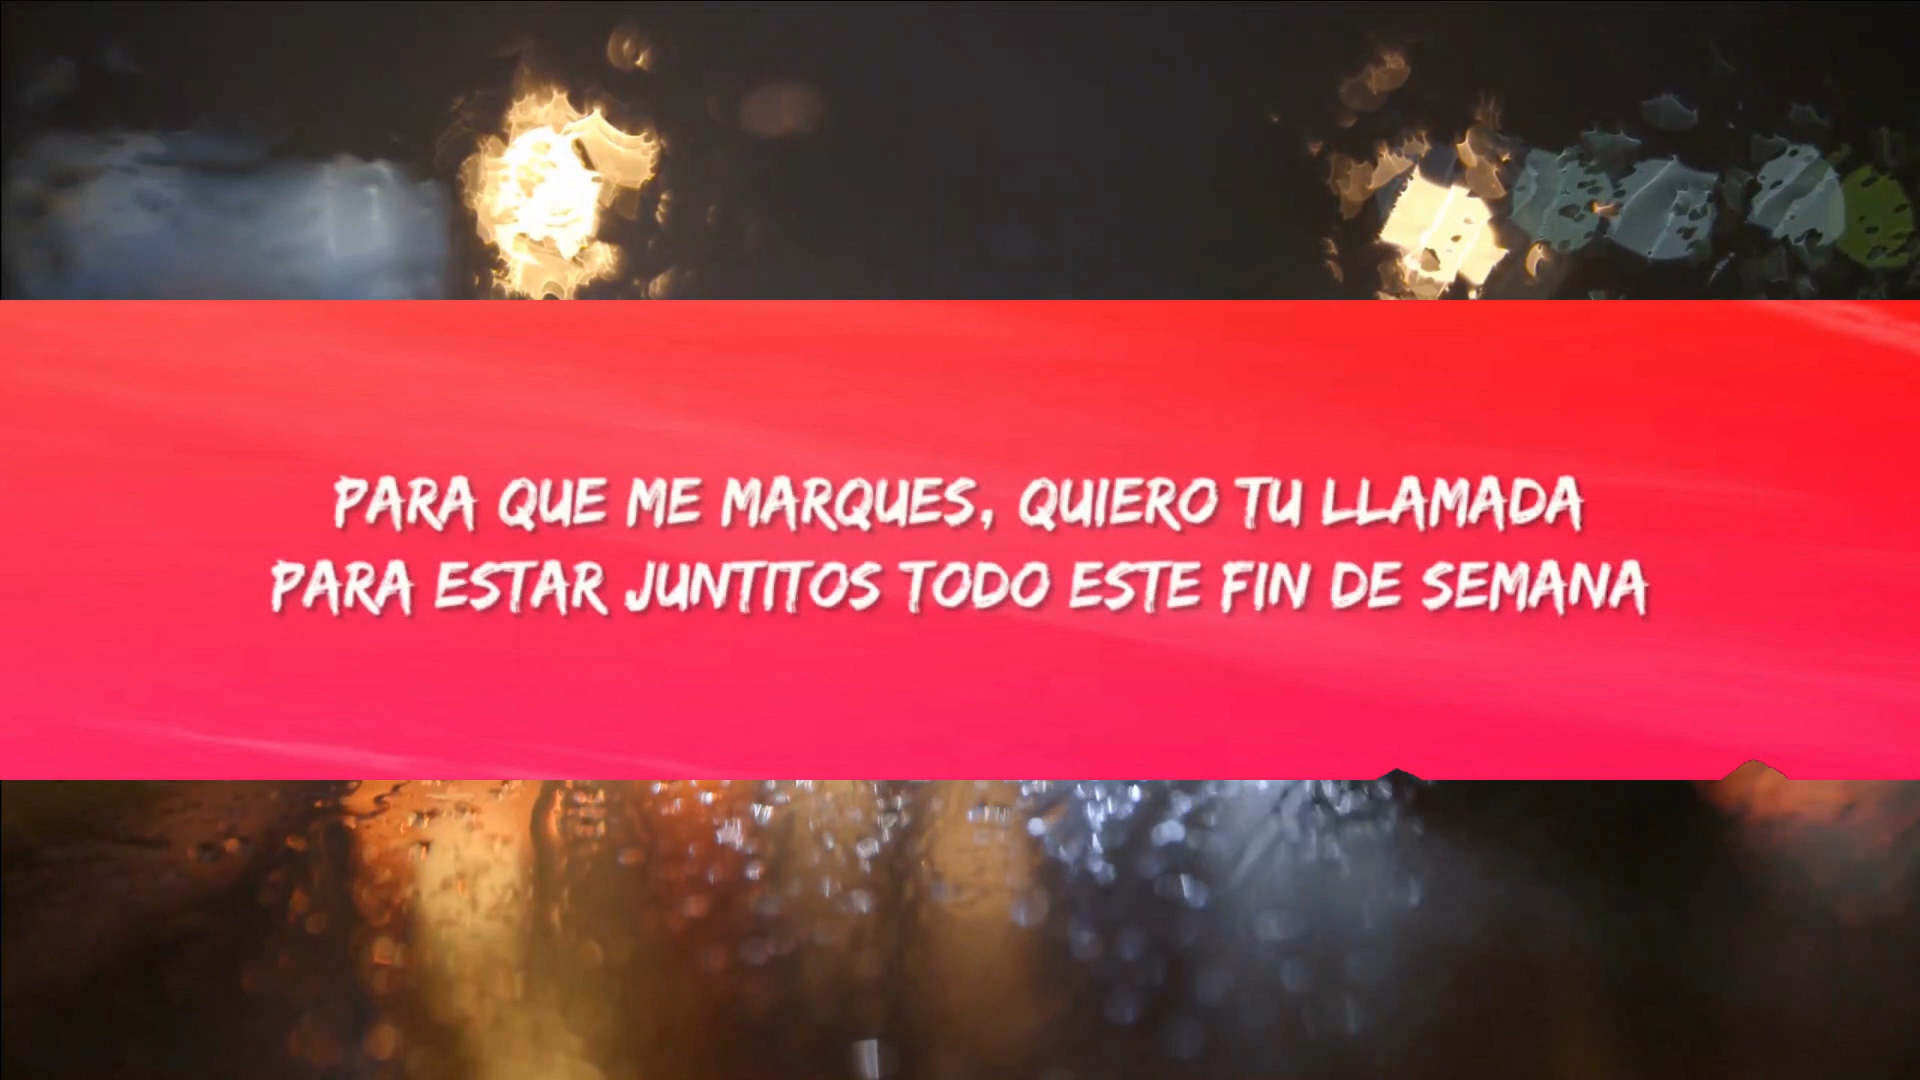 PARA QUE ME MARQUES, QUIERO TU LLAMADA
PARA ESTAR JUNTITOS TODO ESTE FIN DE SEMANA